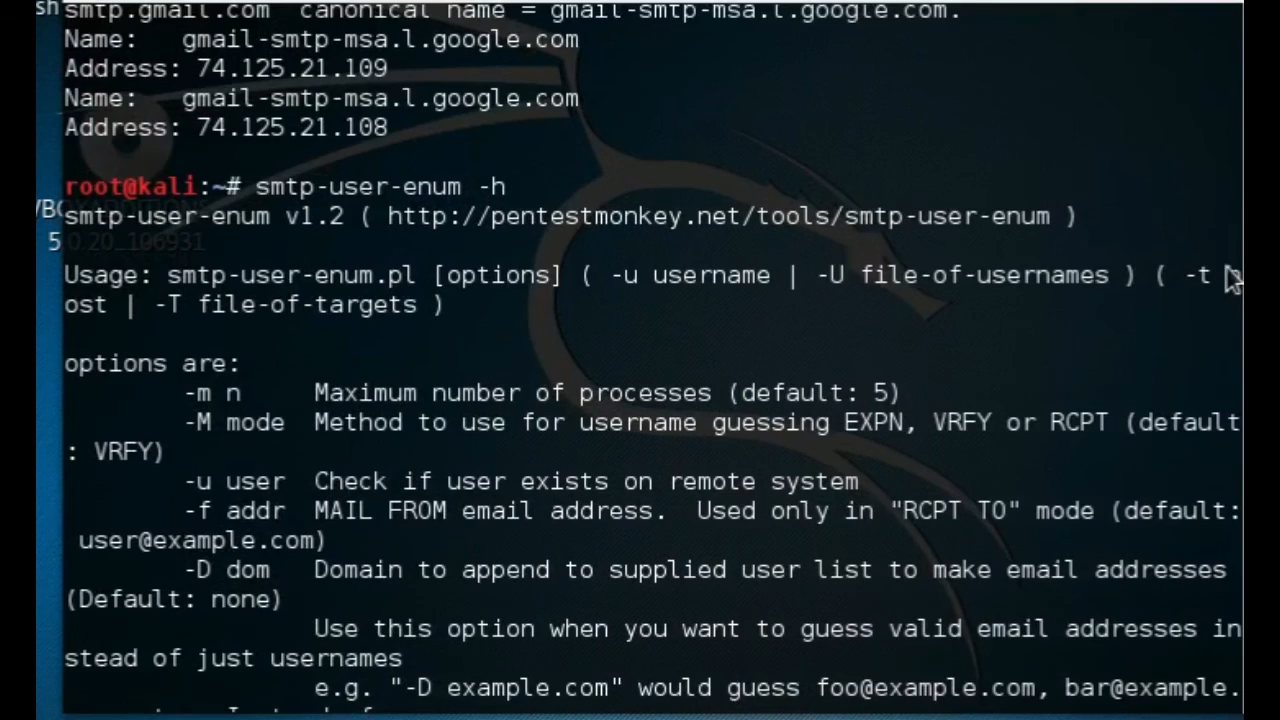 sh
smtp.gmail.com  canonical name = gmail-smtp-msa.l.google.com.
Name:   gmail-smtp-msa.l.google.com
Address: 74.125.21.109
Name:   gmail-smtp-msa.l.google.com
Address: 74.125.21.108
root@kali:~# smtp-user-enum -h
smtp-user-enum v1.2 ( http://pentestmonkey.net/tools/smtp-user-enum )
5 0.20_106931
Usage: smtp-user-enum.pl [options] ( -u username | -U file-of-usernames ) ( -t
ost | -T file-of-targets )
options are:
-m n     Maximum number of processes (default: 5)
-M mode  Method to use for username guessing EXPN, VRFY or RCPT (default
: VRFY)
-u user  Check if user exists on remote system
-f addr  MAIL FROM email address.  Used only in "RCPT TO" mode (default:
user@example.com)
-D dom   Domain to append to supplied user list to make email addresses
(Default: none)
Use this option when you want to guess valid email addresses in
stead of just usernames
e.g. "-D example.com" would guess foo@example.com, bar@example.